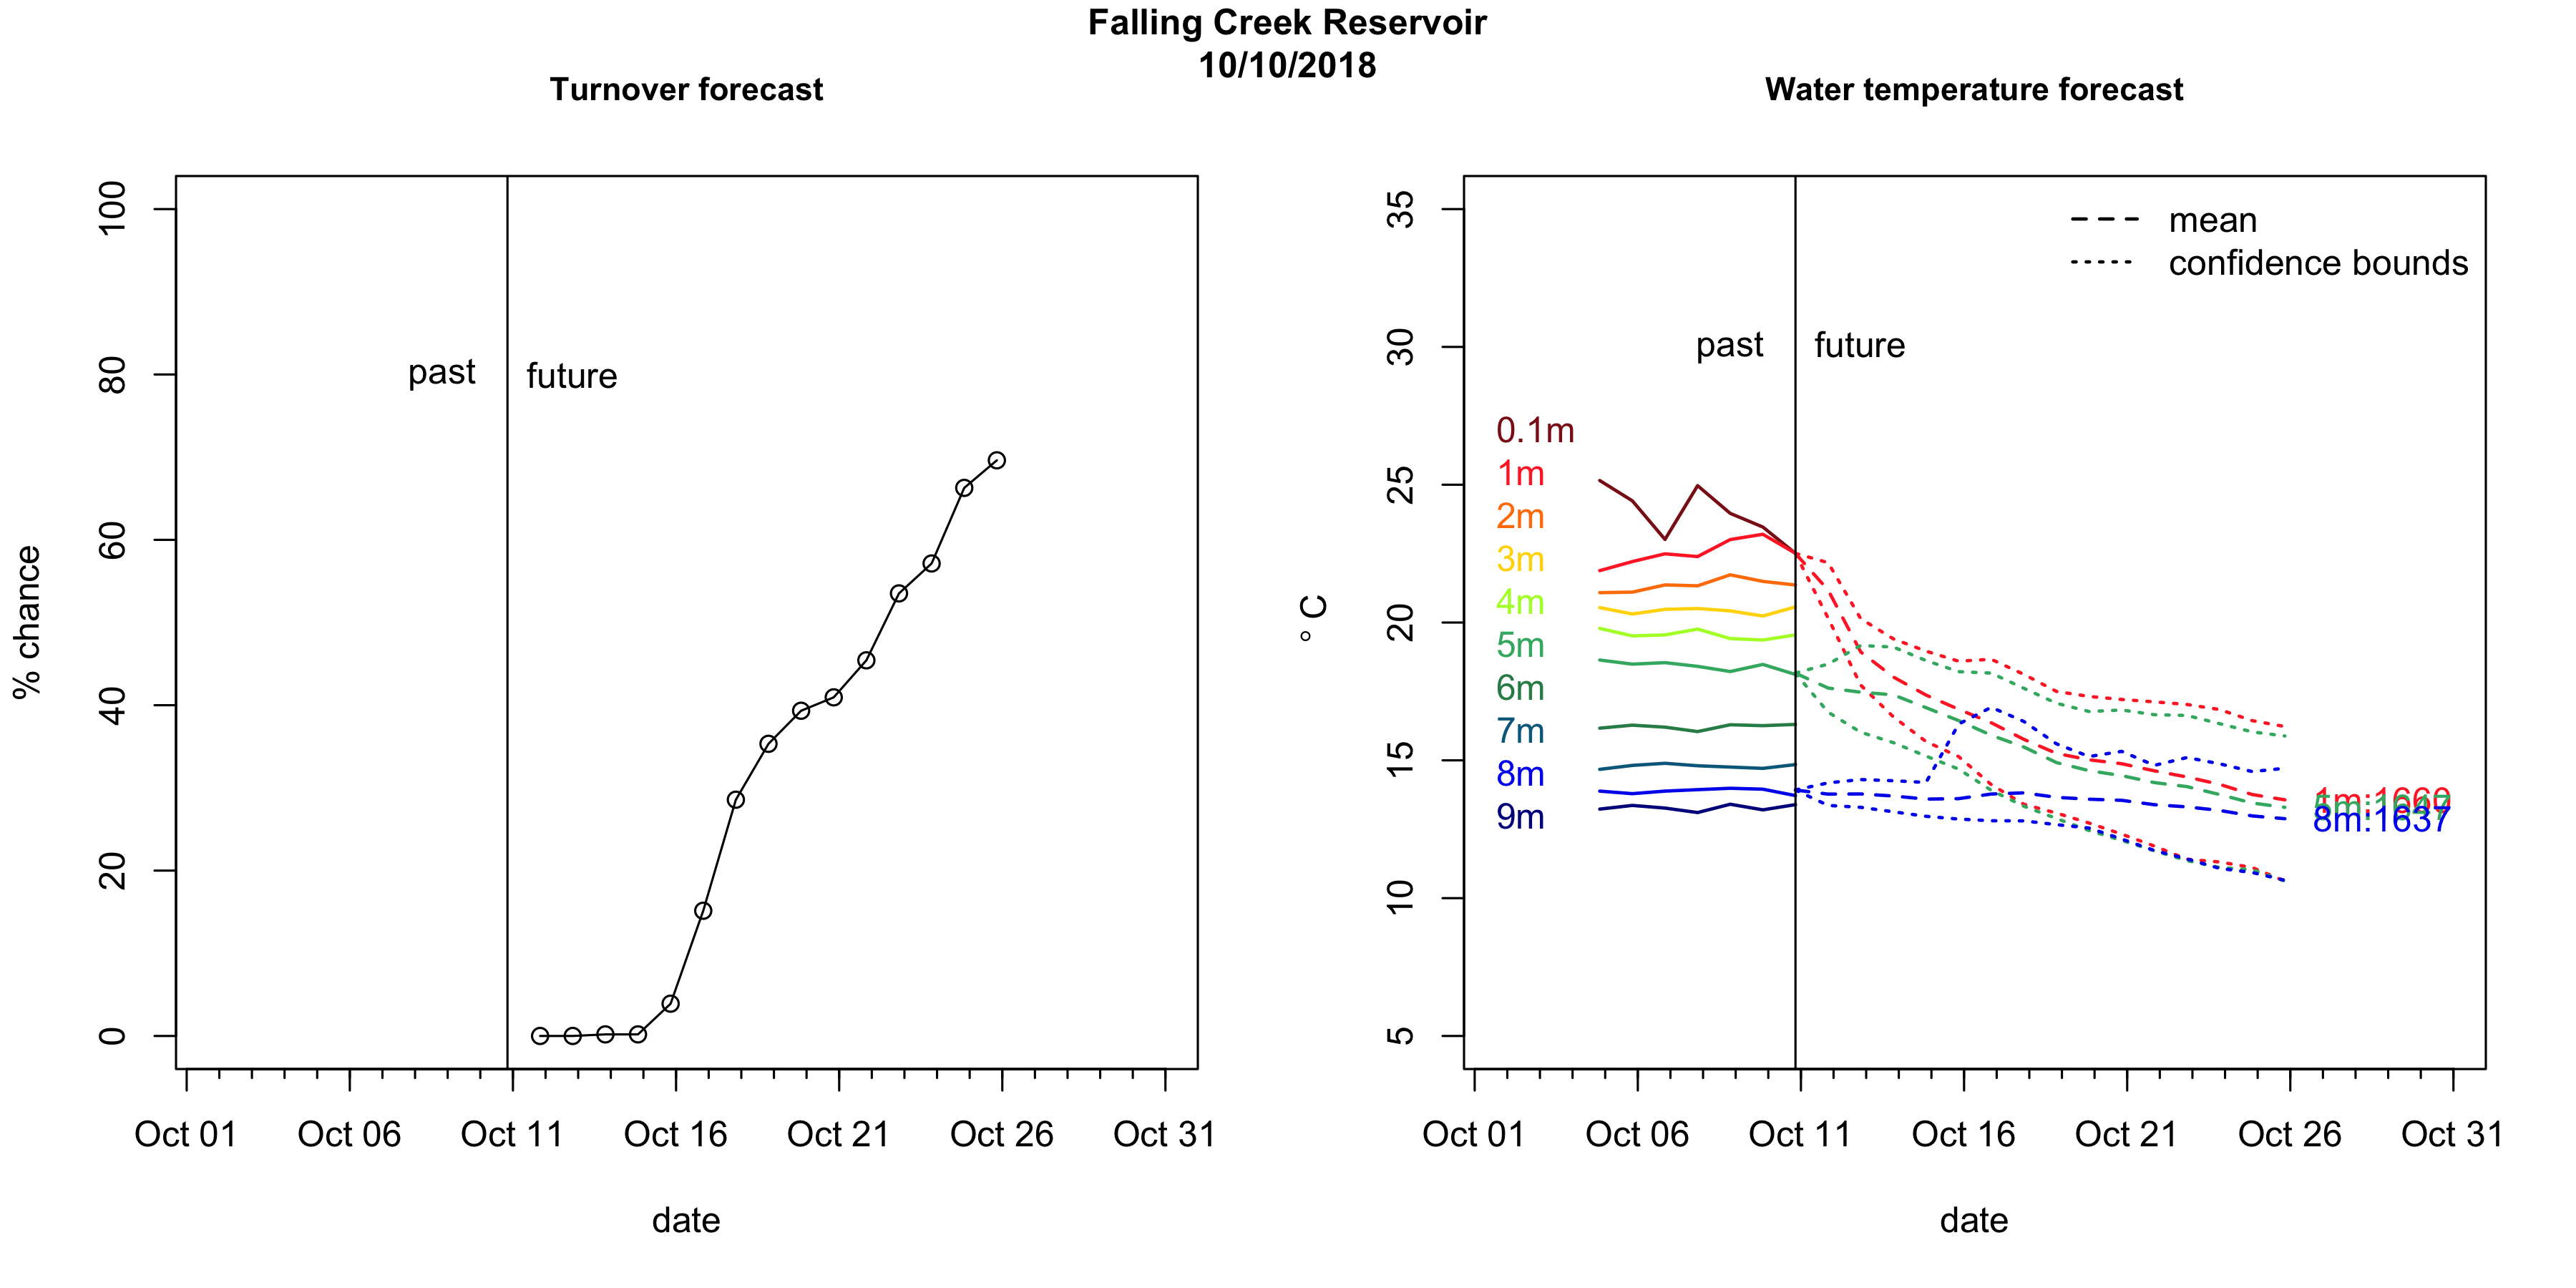 Falling Creek Reservoir
10/10/2018
Turnover forecast
% chance
100
80
60
40
20
0
past
future
Oct 01
Oct 06
Oct 11
Oct 16
Oct 21
Oct 26
Oct 31
date
Water temperature forecast
° C
35
30
25
20
15
10
5
mean
confidence bounds
past
future
0.1m
1m
2m
3m
4m
5m
6m
7m
8m
9m
8m:1637
Oct 01
Oct 06
Oct 11
Oct 16
Oct 21
Oct 26
Oct 31
date